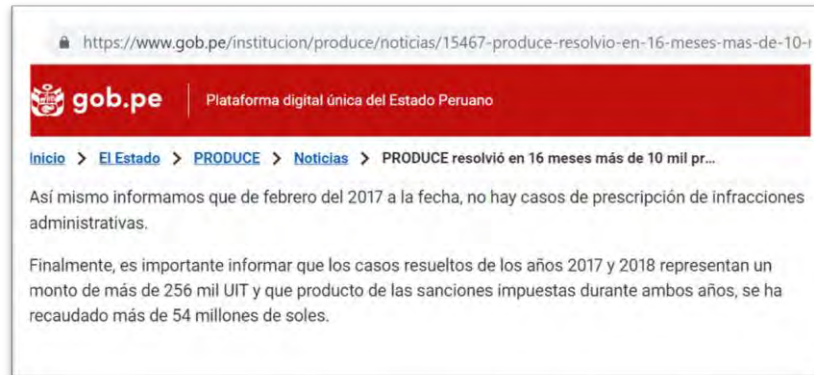 https://www.gob.pe/institucion/produce/noticias/15467-produce-resolvio-en-16-meses-mas-de-10-
gob.pe Plataforma digital única del Estado Peruano
Inicio > El Estado > PRODUCE > Noticias > PRODUCE resolvió en 16 meses más de 10 mil pr...
Así mismo informamos que de febrero del 2017 a la fecha, no hay casos de prescripción de infracciones
administrativas.
Finalmente, es importante informar que los casos resueltos de los años 2017 y 2018 representan un
monto de más de 256 mil UIT y que producto de las sanciones impuestas durante ambos años, se ha
recaudado más de 54 millones de soles.